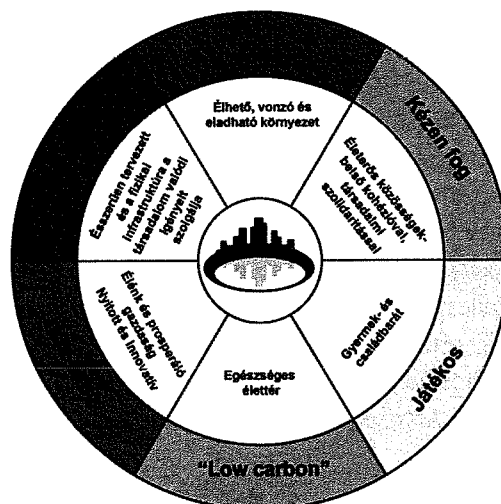 Élhető, vonzó és
eladható környezet
Kézen fog
Életerős közösségek-
belső kohézióval,
társadalmi
szolidaritással
Játékos
Gyermek és
családbarát
"Low carbon"
Egészséges
élettér
Élénk és prosperáló
gazdaság
Nyitott és innovatív
Ésszerűen tervezett
és a fizikai
infrastruktúra a
társadalom valódi
igényeit
szolgálja